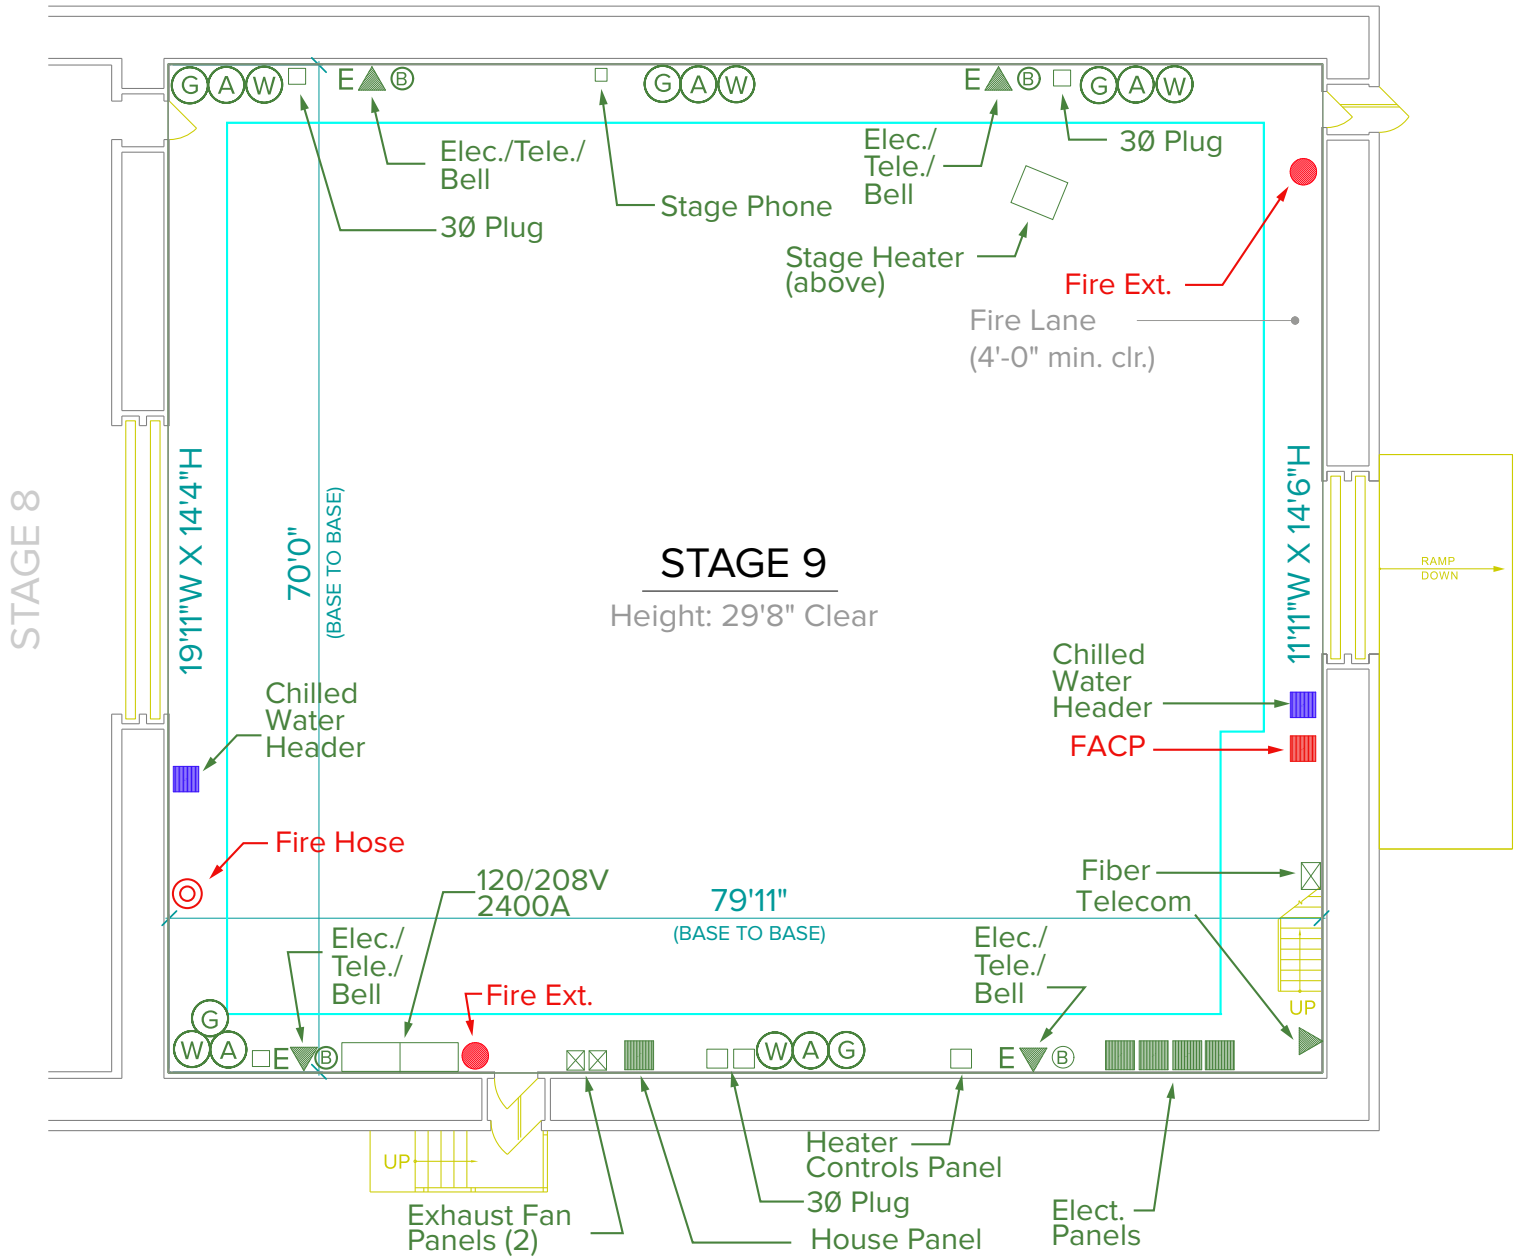 G A W
E B
G A W
E B
G A W
Elec./Tele./
Bell
3Ø Plug
Stage Phone
Elec./
Tele./
Bell
3Ø Plug
Stage Heater
(above)
Fire Ext.
Fire Lane
(4'-0" min. clr.)
STAGE 8
19'11"W X 14'4"H
70'0"
(BASE TO BASE)
STAGE 9
Height: 29'8" Clear
11'11"W X 14'6"H
RAMP
DOWN
Chilled
Water
Header
Chilled
Water
Header
FACP
Fire Hose
120/208V
2400A
79'11"
(BASE TO BASE)
Fiber
Telecom
Elec./
Tele./
Bell
Fire Ext.
Elec./
Tele./
Bell
UP
G
W A
E B
W A G
E B
UP
Heater
Controls Panel
3Ø Plug
House Panel
Exhaust Fan
Panels (2)
Elect.
Panels